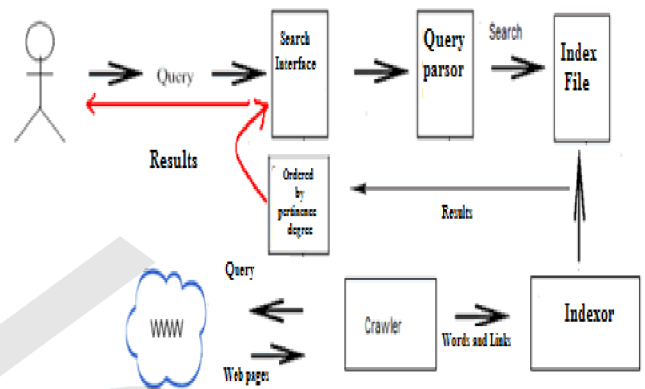 Query
Search
Interface
Query
parsor
Search
Index
File
Results
Ordered
by
pertinence
degree
Results
Query
WWW
Web pages
Crawler
Words and Links
Indexor